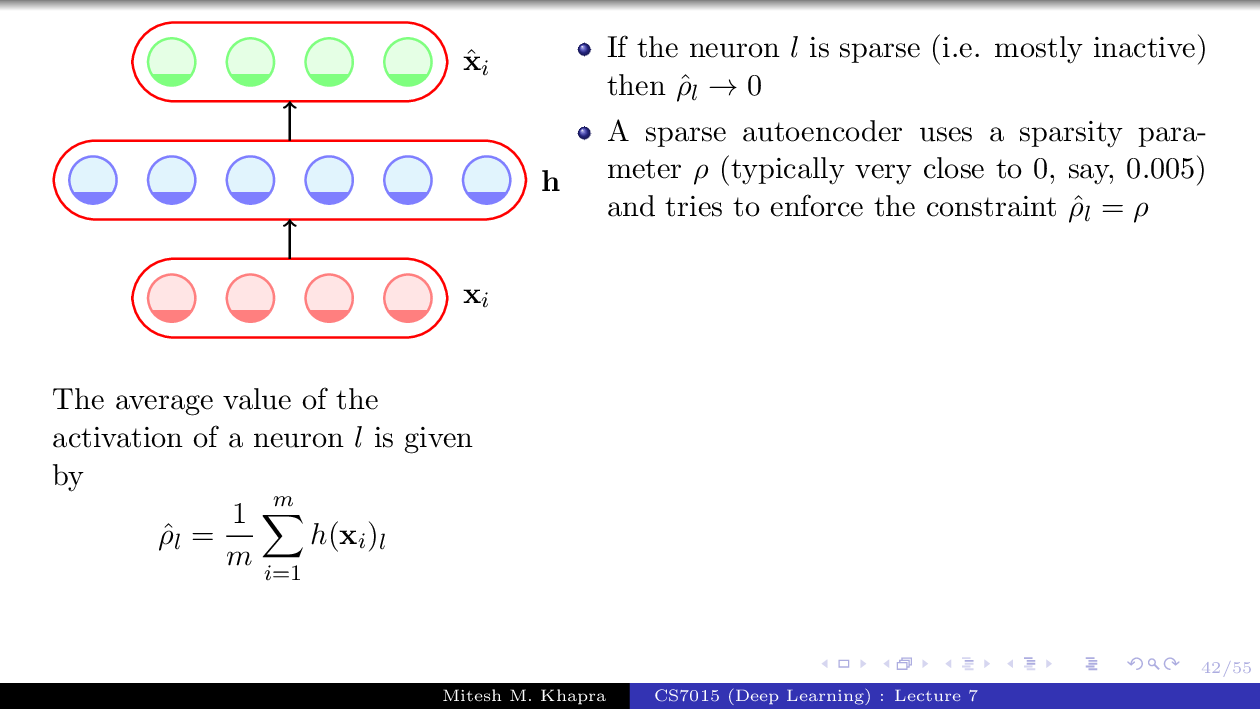 x̂ᵢ
h
xᵢ
The average value of the
activation of a neuron l is given
by
ρ̂ₗ = 1/m ∑ᵢ₌₁ᵐ h(xᵢ)ₗ
If the neuron l is sparse (i.e. mostly inactive)
then ρ̂ₗ → 0
A sparse autoencoder uses a sparsity para-
meter ρ (typically very close to 0, say, 0.005)
and tries to enforce the constraint ρ̂ₗ = ρ
42/55
Mitesh M. Khapra
CS7015 (Deep Learning) : Lecture 7